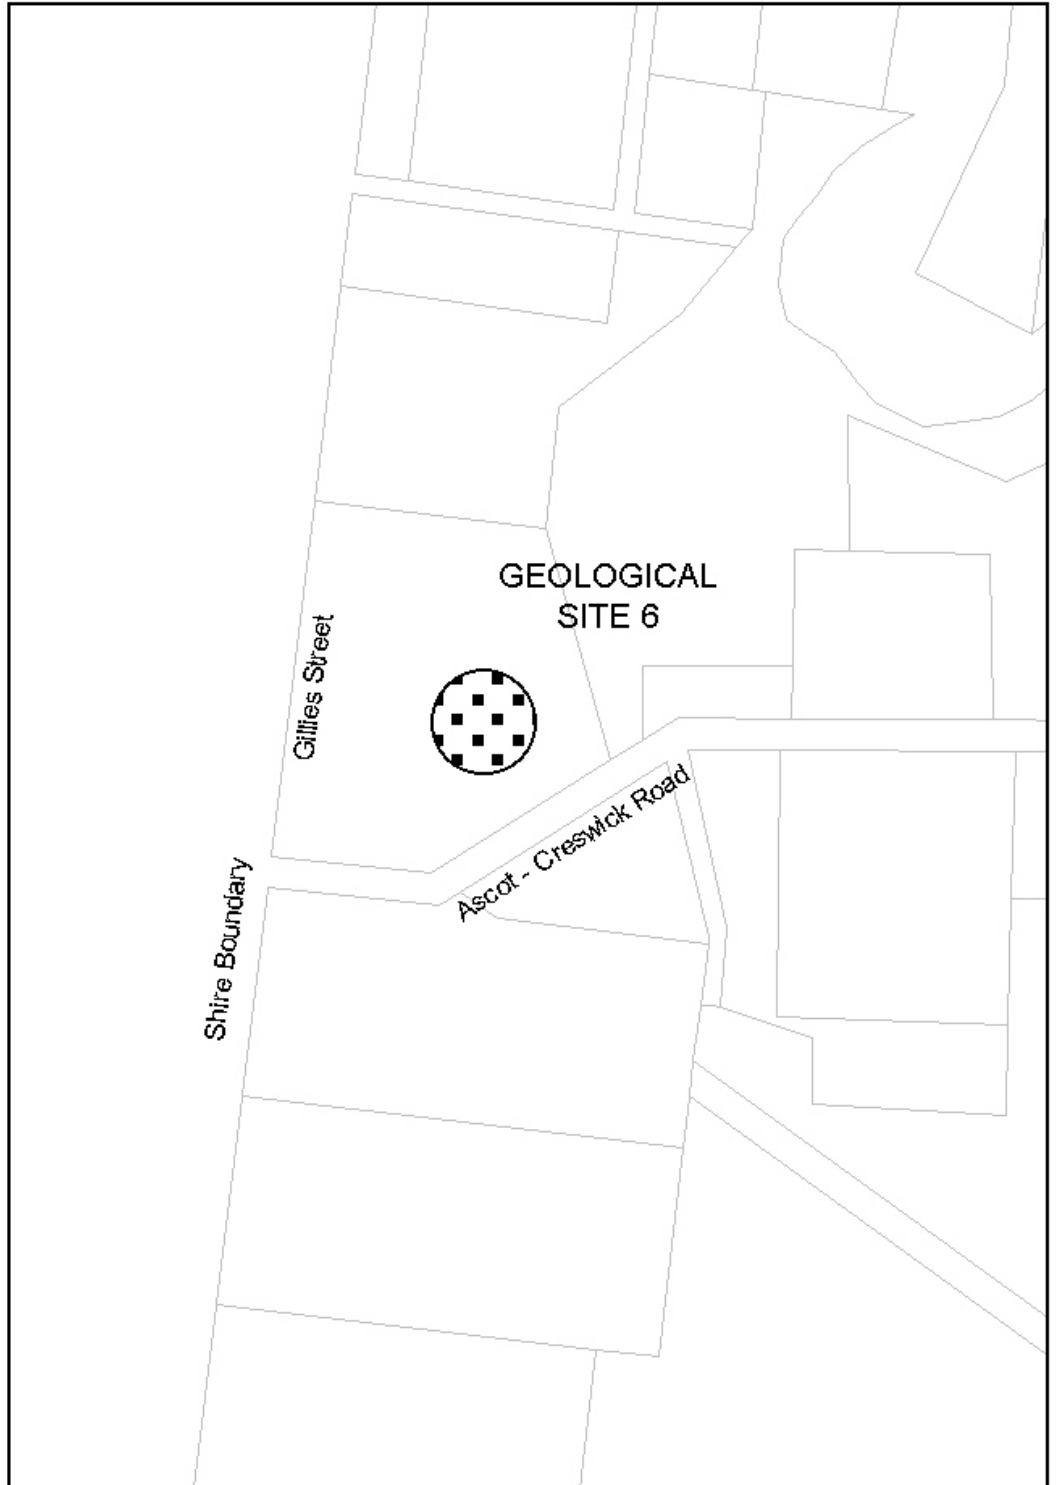 GEOLOGICAL
SITE 6
Gillies Street
Ascot - Creswick Road
Shire Boundary